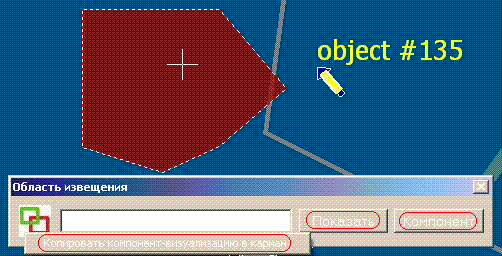 object #135
Область извещения
Показать
Компонент
Копировать компонент-визуализацию в карман